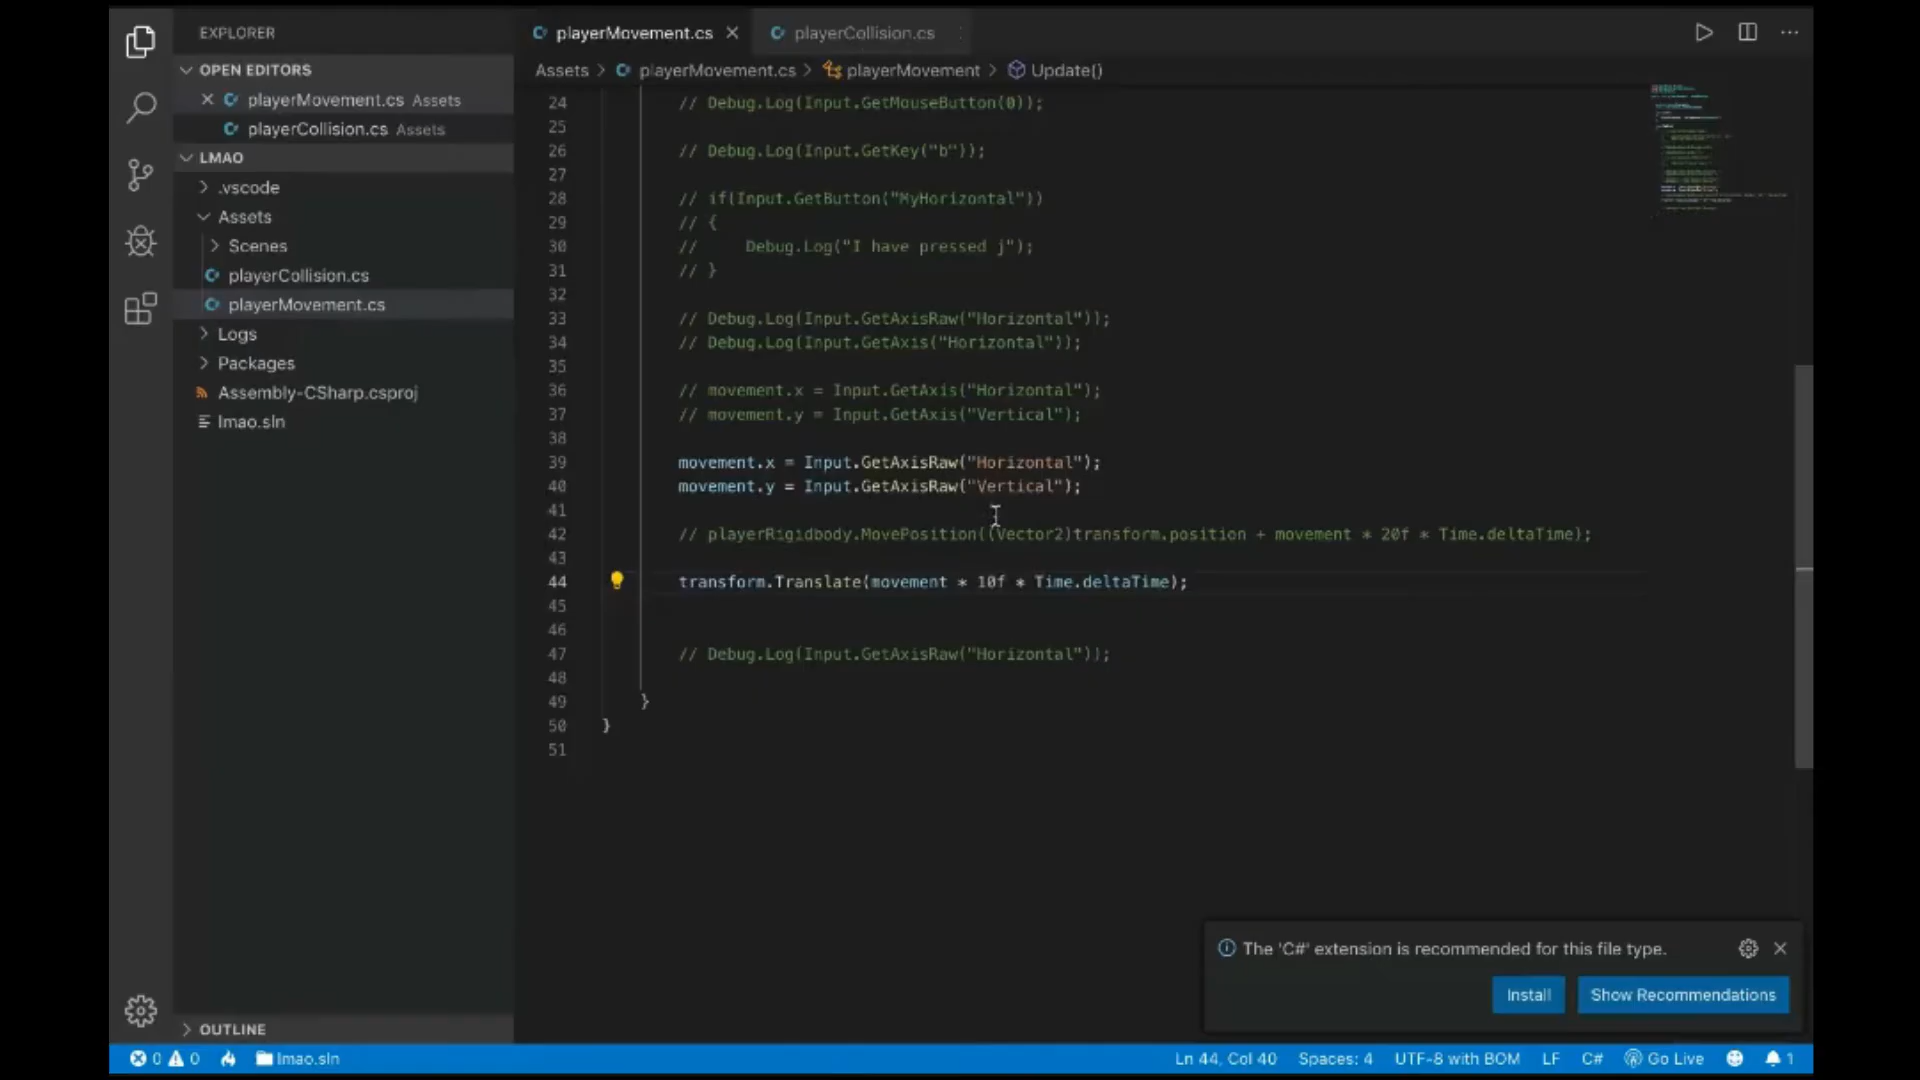 EXPLORER
OPEN EDITORS
playerMovement.cs Assets
playerCollision.cs Assets
LMAO
.vscode
Assets
Scenes
playerCollision.cs
playerMovement.cs
Logs
Packages
Assembly-CSharp.csproj
lmao.sln
OUTLINE
playerMovement.cs
playerCollision.cs
Assets > playerMovement.cs > playerMovement > Update()
24 // Debug.Log(Input.GetMouseButton(0));
25
26 // Debug.Log(Input.GetKey("b"));
27
28 // if(Input.GetButton("MyHorizontal"))
29 // {
30 //     Debug.Log("I have pressed j");
31 // }
32
33 // Debug.Log(Input.GetAxisRaw("Horizontal"));
34 // Debug.Log(Input.GetAxis("Horizontal"));
35
36 // movement.x = Input.GetAxis("Horizontal");
37 // movement.y = Input.GetAxis("Vertical");
38
39 movement.x = Input.GetAxisRaw("Horizontal");
40 movement.y = Input.GetAxisRaw("Vertical");
41
42 // playerRigidbody.MovePosition((Vector2)transform.position + movement * 20f * Time.deltaTime);
43
44 transform.Translate(movement * 10f * Time.deltaTime);
45
46
47 // Debug.Log(Input.GetAxisRaw("Horizontal"));
48
49 }
50 }
51
The 'C#' extension is recommended for this file type.
Install
Show Recommendations
0 0 lmao.sln Ln 44, Col 40 Spaces: 4 UTF-8 with BOM LF C# Go Live 1